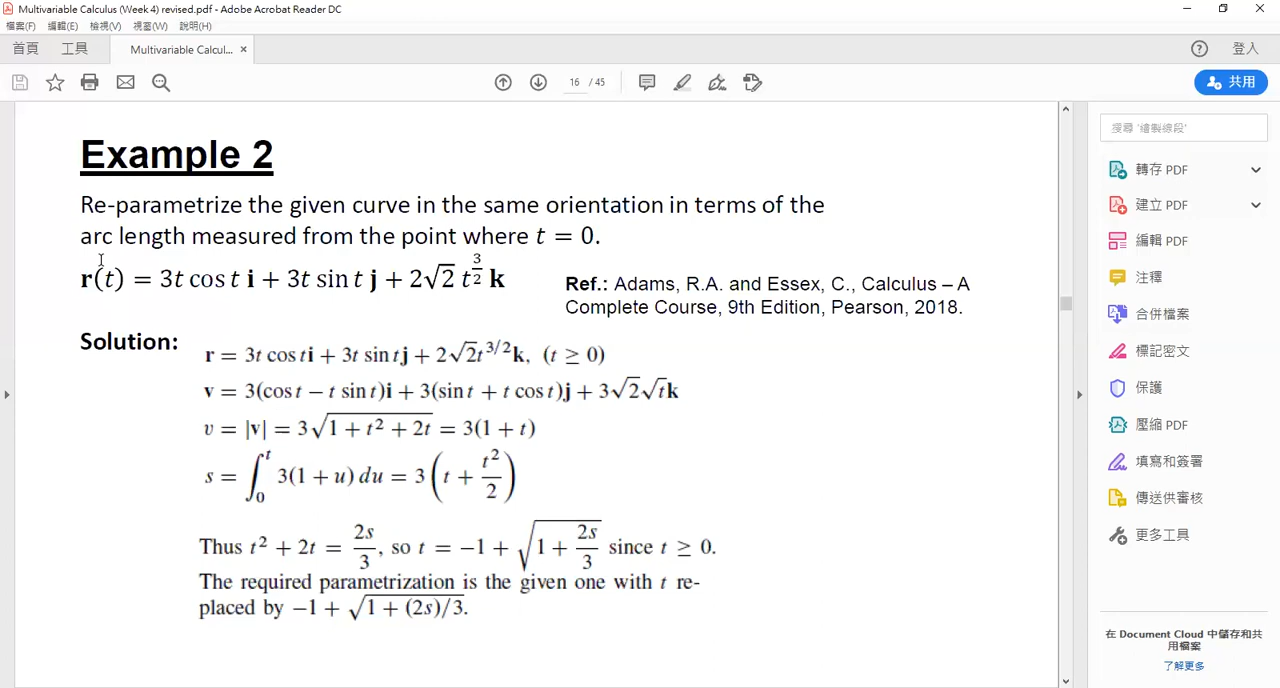 Multivariable Calculus (Week 4) revised.pdf - Adobe Acrobat Reader DC
檔案(F) 編輯(E) 檢視(V) 視窗(W) 說明(H)
首頁 工具 Multivariable Calcul... × 登入
16 / 45 共用
Example 2
Re-parametrize the given curve in the same orientation in terms of the
arc length measured from the point where t = 0.
r(t) = 3t cos t i + 3t sin t j + 2√2 t^(3/2) k
Ref.: Adams, R.A. and Essex, C., Calculus – A
Complete Course, 9th Edition, Pearson, 2018.
Solution:
r = 3t cos ti + 3t sin tj + 2√2t^(3/2)k, (t ≥ 0)
v = 3(cos t − t sin t)i + 3(sin t + t cos t)j + 3√2√tk
v = |v| = 3√(1 + t² + 2t) = 3(1 + t)
s = ∫₀ᵗ 3(1 + u) du = 3(t + t²/2)
Thus t² + 2t = 2s/3, so t = −1 + √(1 + 2s/3) since t ≥ 0.
The required parametrization is the given one with t re-
placed by −1 + √(1 + (2s)/3).
搜尋 '繪製線段'
轉存 PDF
建立 PDF
編輯 PDF
注釋
合併檔案
標記密文
保護
壓縮 PDF
填寫和簽署
傳送供審核
更多工具
在 Document Cloud 中儲存和共
用檔案
了解更多